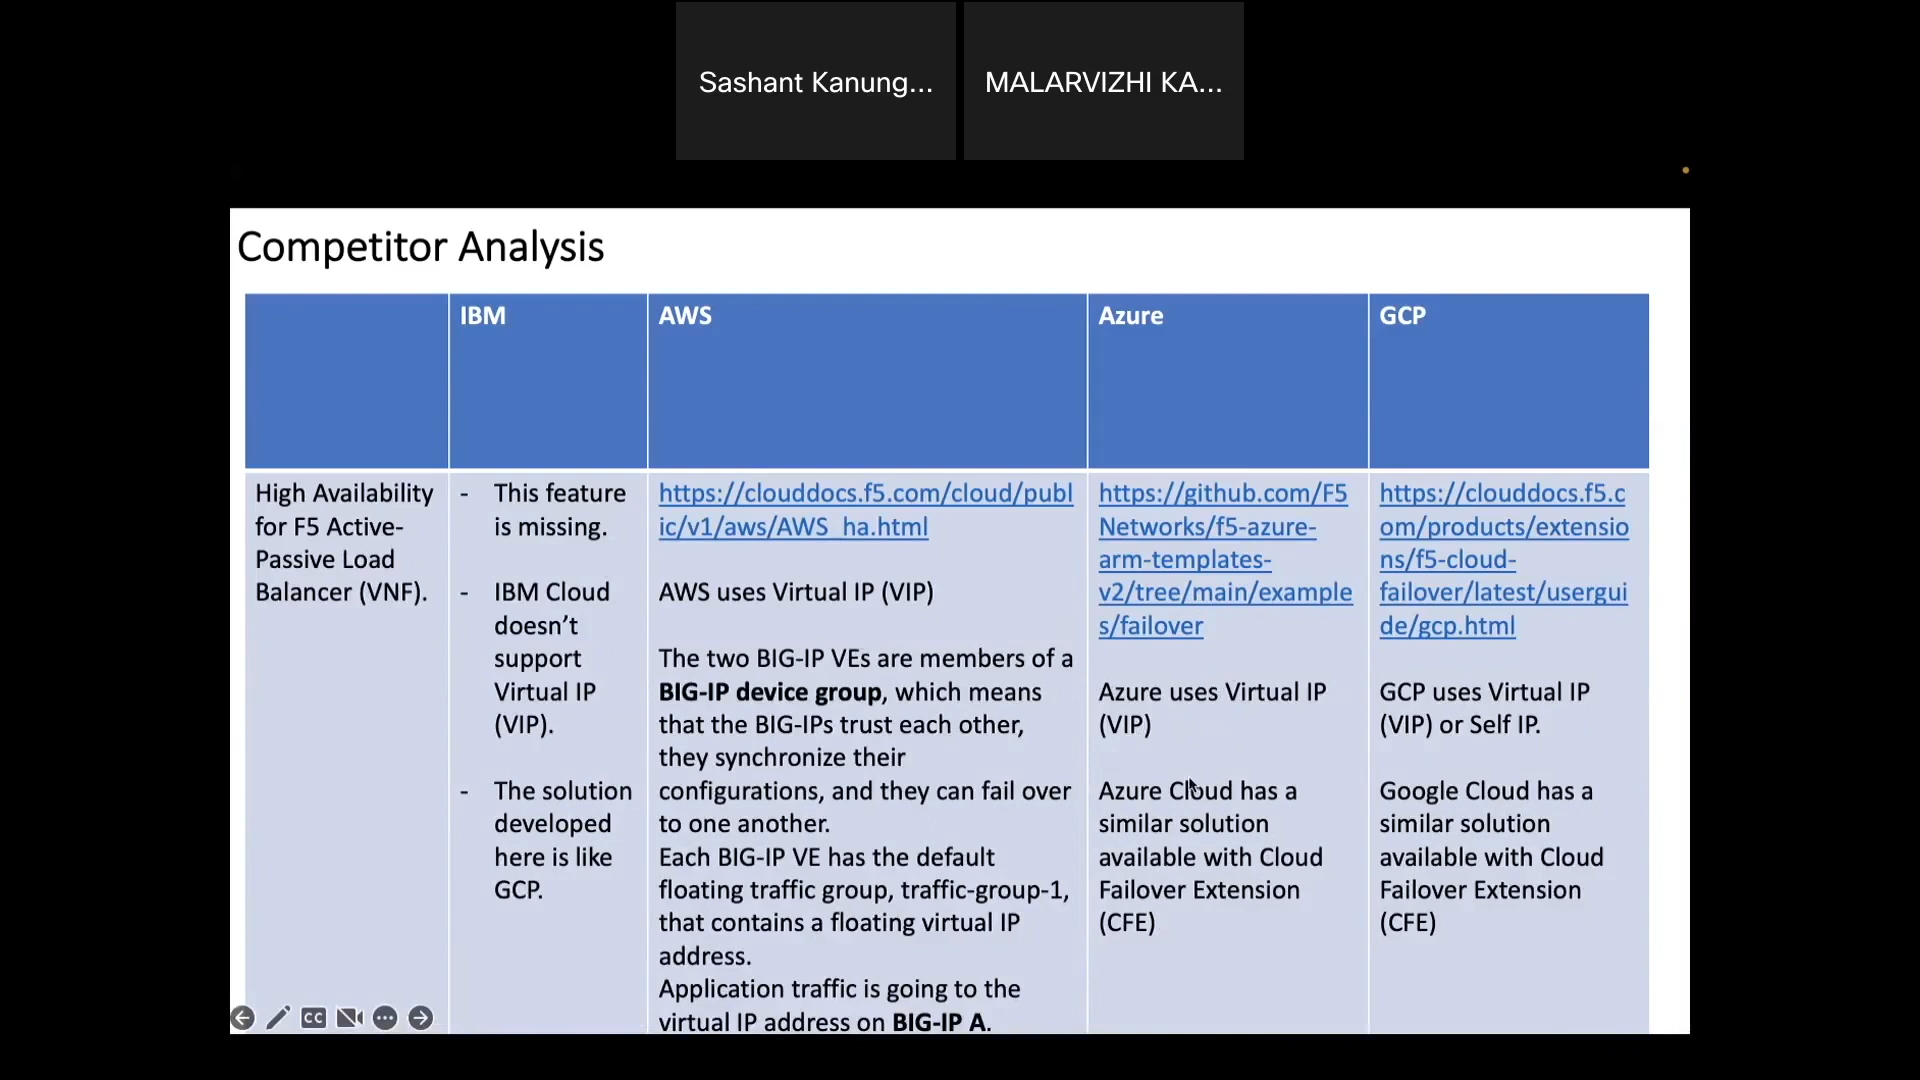 Sashant Kanung...
MALARVIZHI KA...
Competitor Analysis
IBM
AWS
Azure
GCP
High Availability
for F5 Active-
Passive Load
Balancer (VNF).
- This feature
is missing.
- IBM Cloud
doesn't
support
Virtual IP
(VIP).
- The solution
developed
here is like
GCP.
https://clouddocs.f5.com/cloud/publ
ic/v1/aws/AWS_ha.html
AWS uses Virtual IP (VIP)
The two BIG-IP VEs are members of a
BIG-IP device group, which means
that the BIG-IPs trust each other,
they synchronize their
configurations, and they can fail over
to one another.
Each BIG-IP VE has the default
floating traffic group, traffic-group-1,
that contains a floating virtual IP
address.
Application traffic is going to the
virtual IP address on BIG-IP A.
https://github.com/F5
Networks/f5-azure-
arm-templates-
v2/tree/main/example
s/failover
Azure uses Virtual IP
(VIP)
Azure Cloud has a
similar solution
available with Cloud
Failover Extension
(CFE)
https://clouddocs.f5.c
om/products/extensio
ns/f5-cloud-
failover/latest/usergui
de/gcp.html
GCP uses Virtual IP
(VIP) or Self IP.
Google Cloud has a
similar solution
available with Cloud
Failover Extension
(CFE)
CC